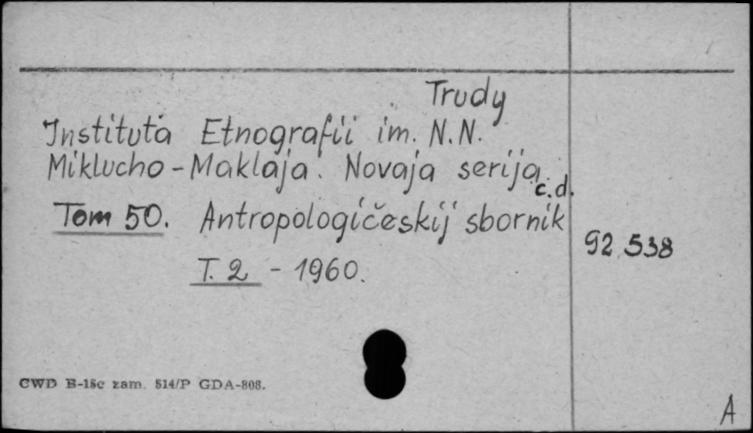 Trudy
Instituta Etnografii im. N.N.
Miklucho-Maklaja. Novaja serija.
c.d.
Tom 50. Antropologičeskij sbornik
92 538
T. 2 - 1960.
CWD B-15c zam. 514/P GDA-808.
A